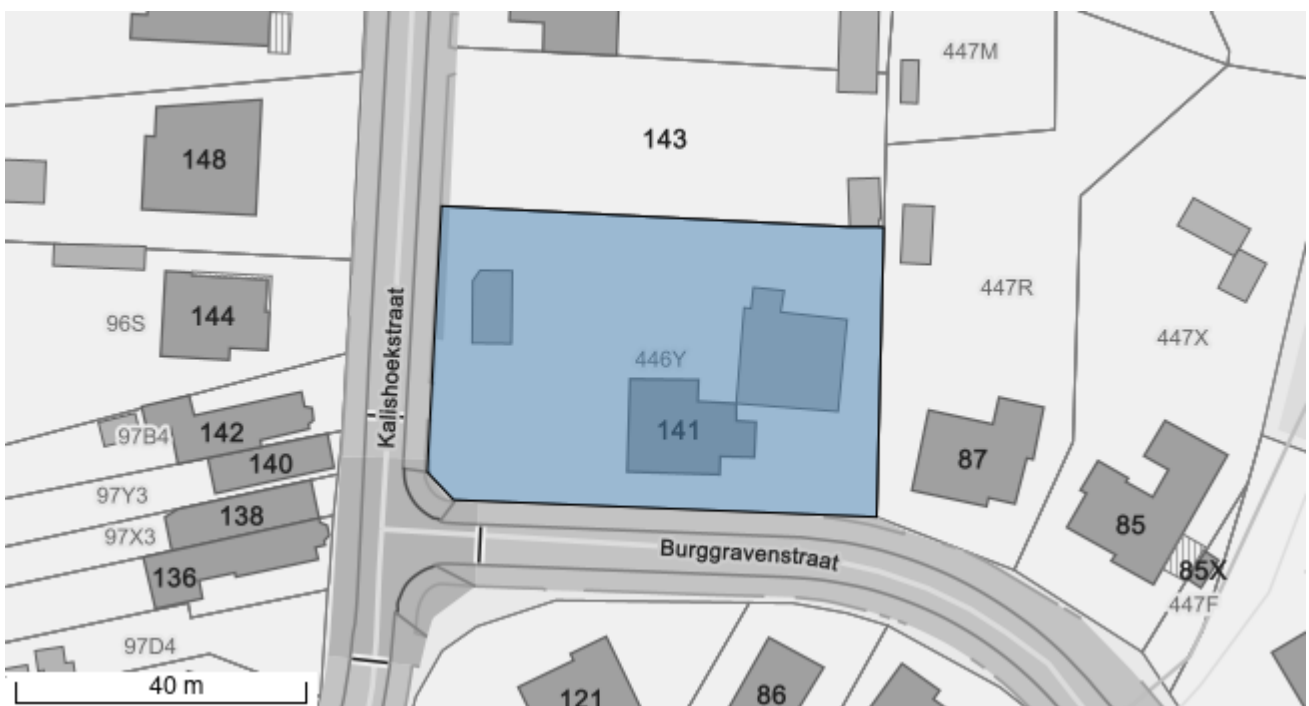 447M
143
148
447R
96S
144
Kalishoekstraat
447X
446Y
97B4
142
141
140
87
97Y3
138
85
97X3
Burggravenstraat
136
85X
447F
97D4
40 m
121
86